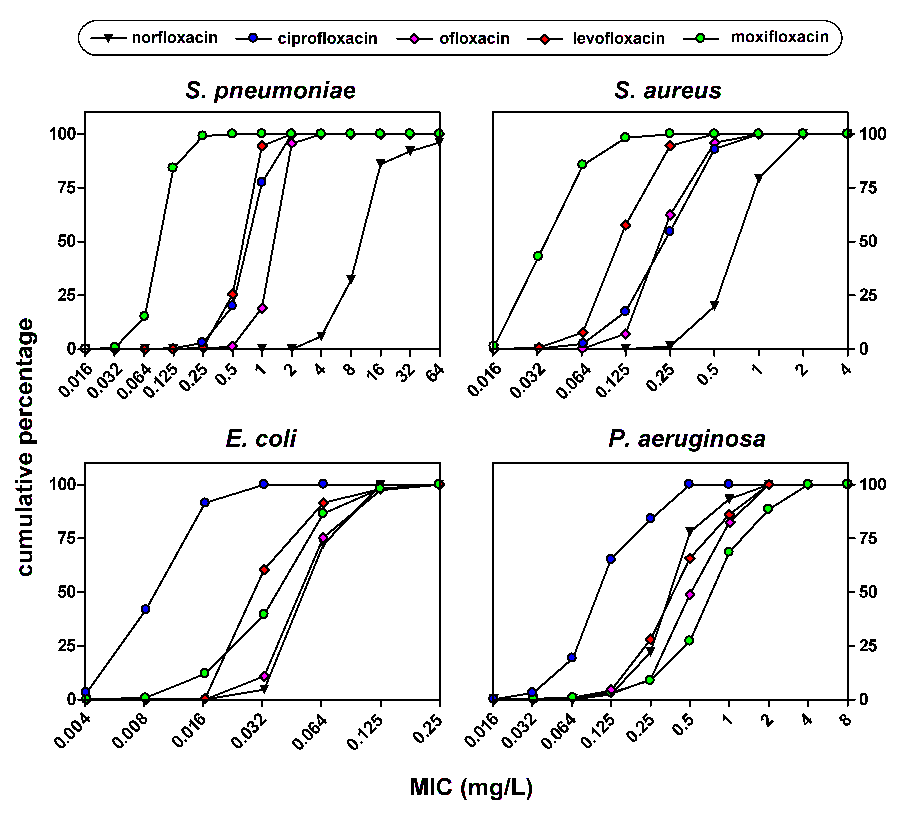 norfloxacin ciprofloxacin ofloxacin levofloxacin moxifloxacin
S. pneumoniae S. aureus
100 100
75 75
50 50
25 25
0 0
0.016 0.032 0.064 0.125 0.25 0.5 1 2 4 8 16 32 64
0.016 0.032 0.064 0.125 0.25 0.5 1 2 4
cumulative percentage
E. coli P. aeruginosa
100 100
75 75
50 50
25 25
0 0
0.004 0.008 0.016 0.032 0.064 0.125 0.25
0.016 0.032 0.064 0.125 0.25 0.5 1 2 4 8
MIC (mg/L)